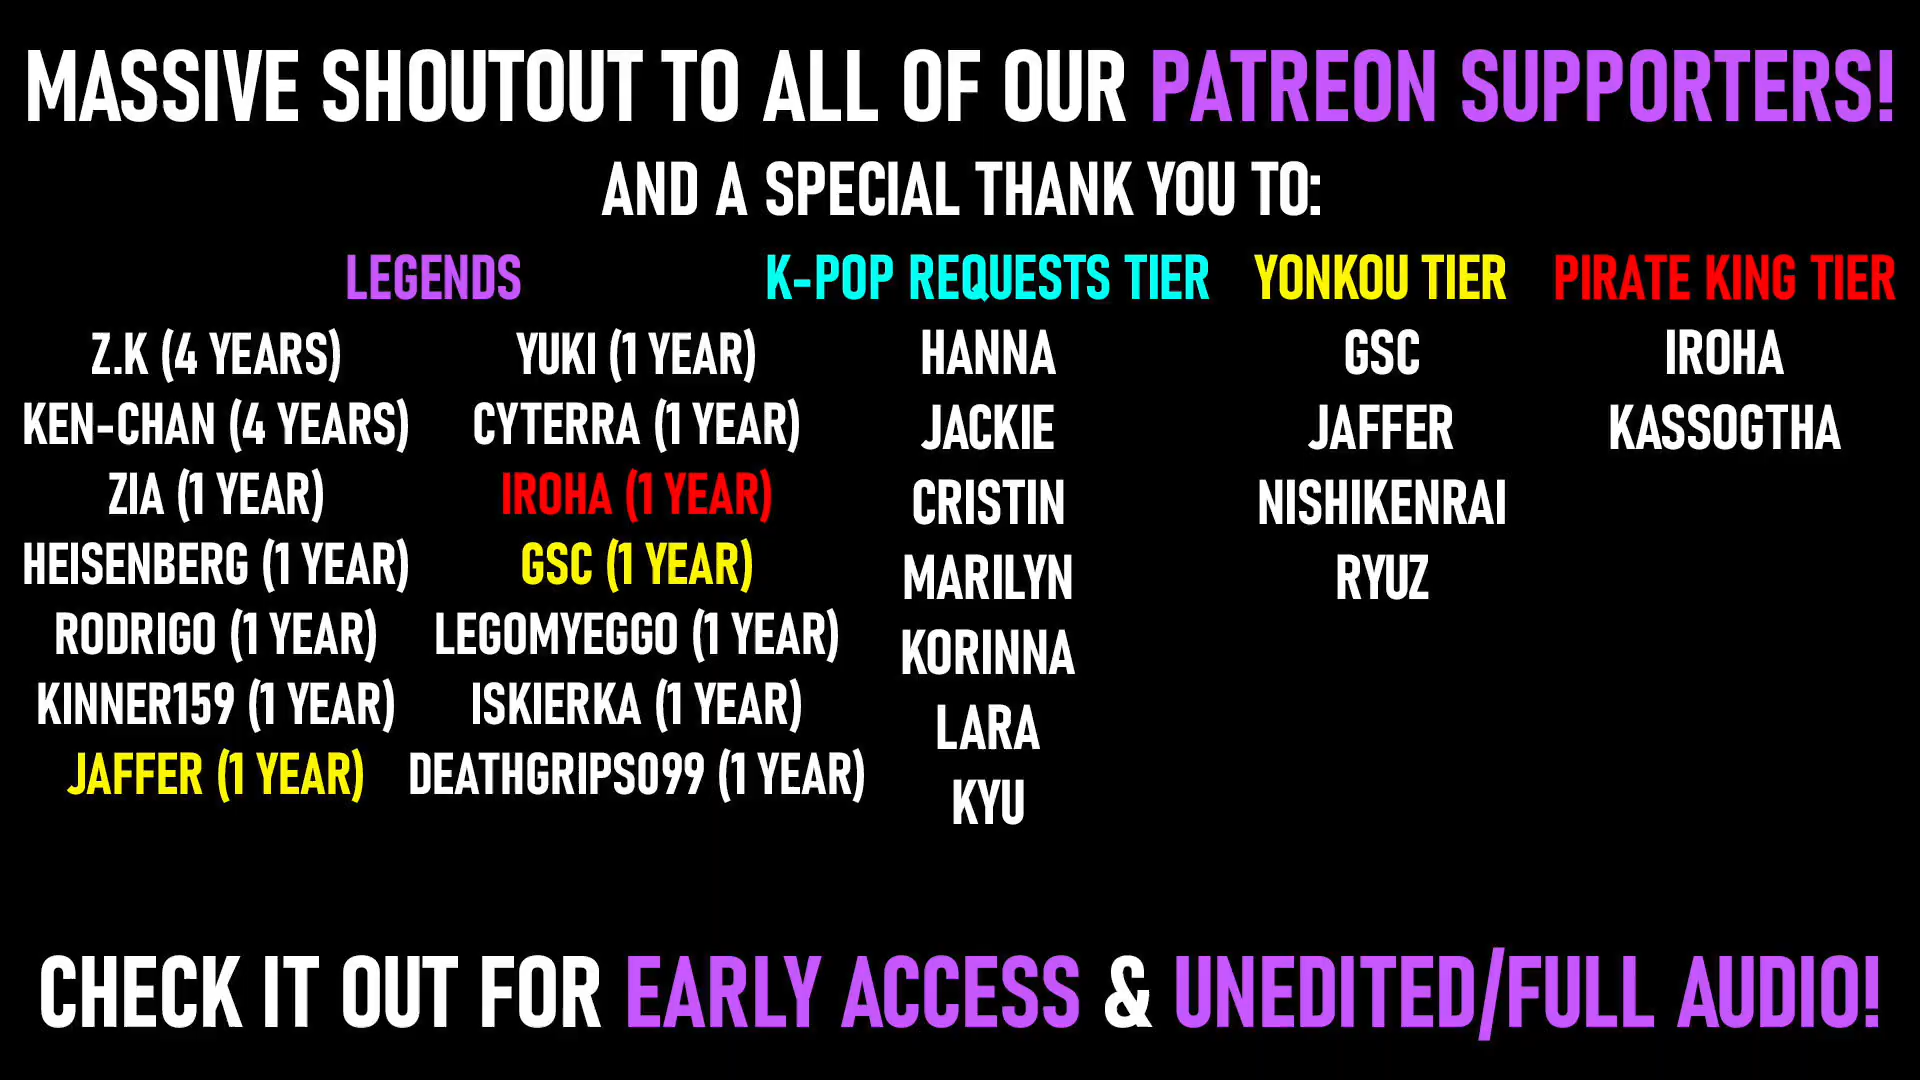 MASSIVE SHOUTOUT TO ALL OF OUR PATREON SUPPORTERS!
AND A SPECIAL THANK YOU TO:
LEGENDS
Z.K (4 YEARS)
KEN-CHAN (4 YEARS)
ZIA (1 YEAR)
HEISENBERG (1 YEAR)
RODRIGO (1 YEAR)
KINNER159 (1 YEAR)
JAFFER (1 YEAR)
YUKI (1 YEAR)
CYTERRA (1 YEAR)
IROHA (1 YEAR)
GSC (1 YEAR)
LEGOMYEGGO (1 YEAR)
ISKIERKA (1 YEAR)
DEATHGRIPS099 (1 YEAR)
K-POP REQUESTS TIER
HANNA
JACKIE
CRISTIN
MARILYN
KORINNA
LARA
KYU
YONKOU TIER
GSC
JAFFER
NISHIKENRAI
RYUZ
PIRATE KING TIER
IROHA
KASSOGTHA
CHECK IT OUT FOR EARLY ACCESS & UNEDITED/FULL AUDIO!